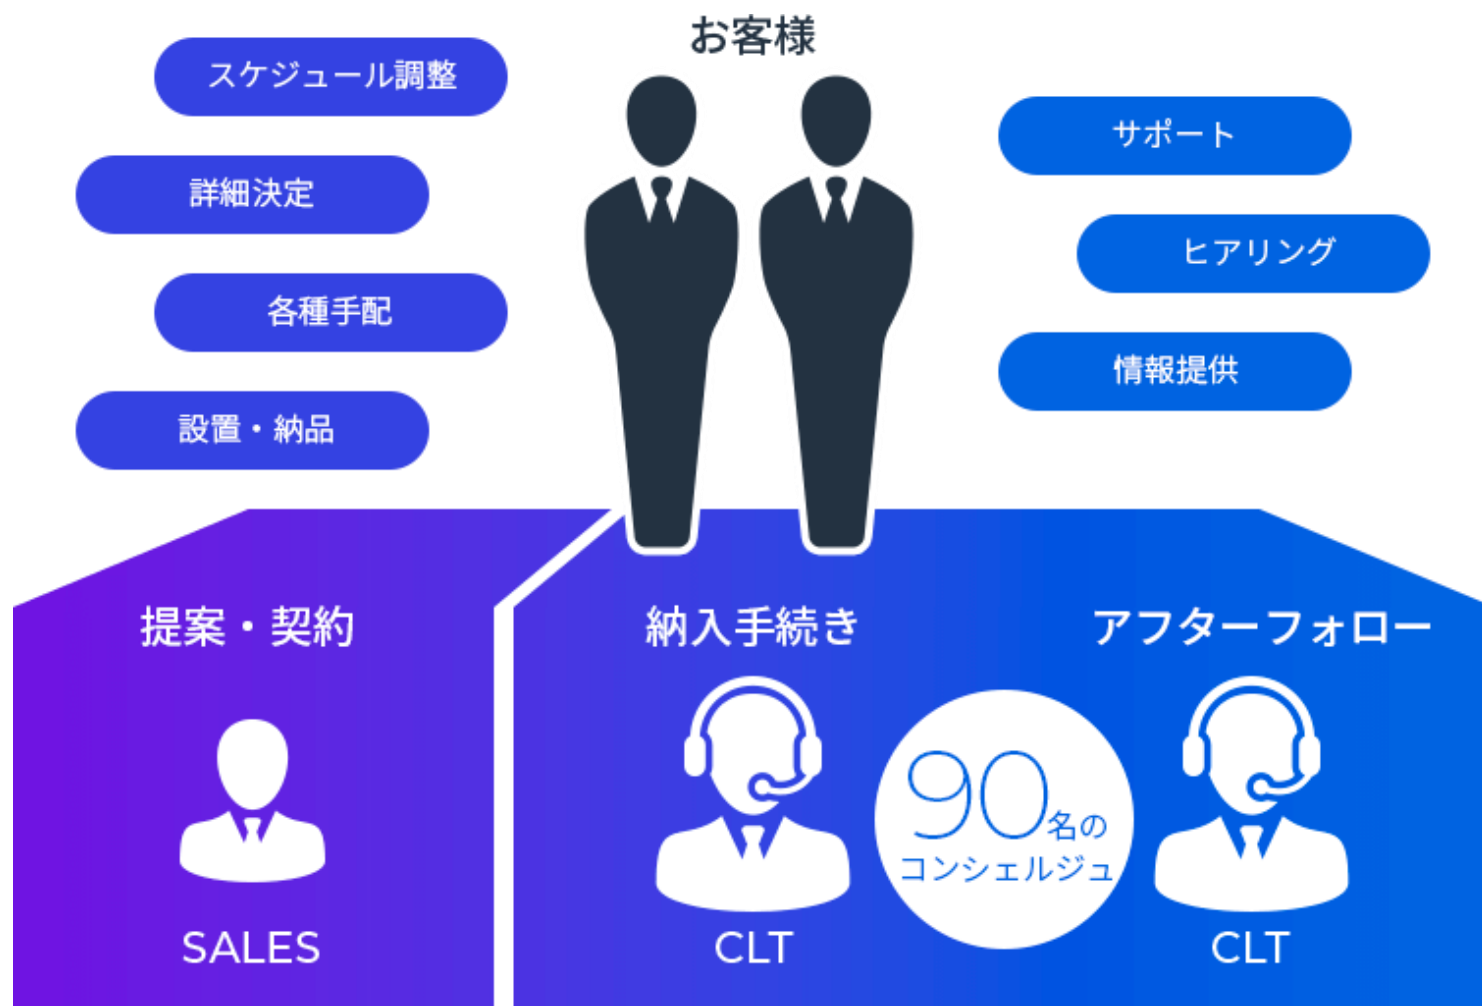 お客様
スケジュール調整
詳細決定
各種手配
設置・納品
サポート
ヒアリング
情報提供
提案・契約
SALES
納入手続き
CLT
90名の
コンシェルジュ
アフターフォロー
CLT